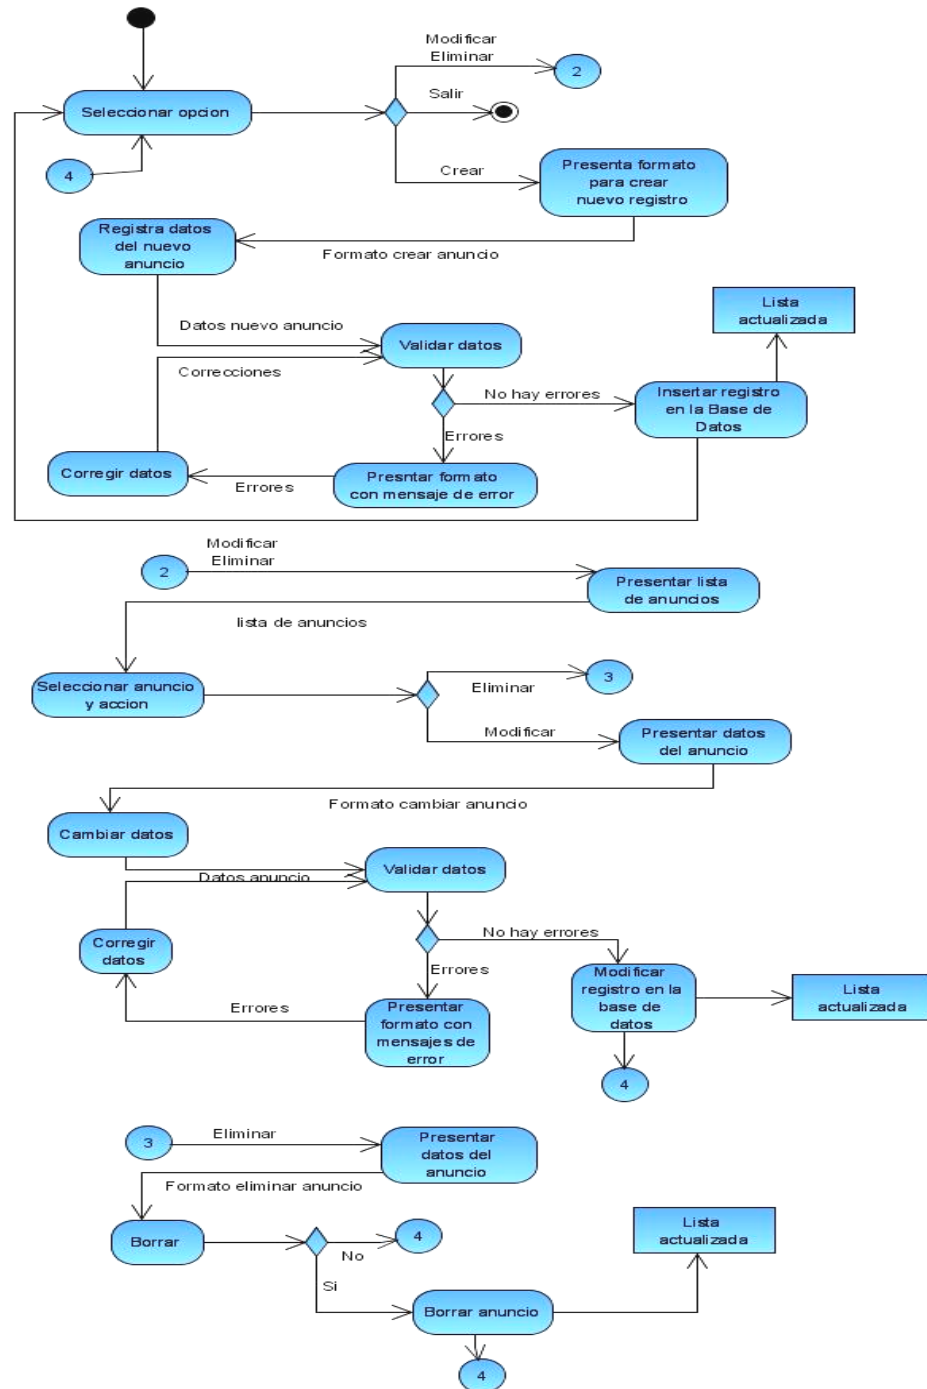 Modificar
Eliminar
2
Salir
Seleccionar opcion
4
Crear
Presenta formato
para crear
nuevo registro
Registra datos
del nuevo
anuncio
Formato crear anuncio
Lista
actualizada
Datos nuevo anuncio
Validar datos
Correcciones
No hay errores
Insertar registro
en la Base de
Datos
Errores
Corregir datos
Errores
Presntar formato
con mensaje de error
Modificar
Eliminar
2
Presentar lista
de anuncios
lista de anuncios
Seleccionar anuncio
y accion
Eliminar
3
Modificar
Presentar datos
del anuncio
Formato cambiar anuncio
Cambiar datos
Validar datos
Datos anuncio
Corregir
datos
No hay errores
Errores
Modificar
registro en la
base de
datos
Lista
actualizada
Errores
Presentar
formato con
mensajes de
error
4
3
Eliminar
Presentar
datos del
anuncio
Formato eliminar anuncio
Borrar
No
4
Lista
actualizada
Si
Borrar anuncio
4